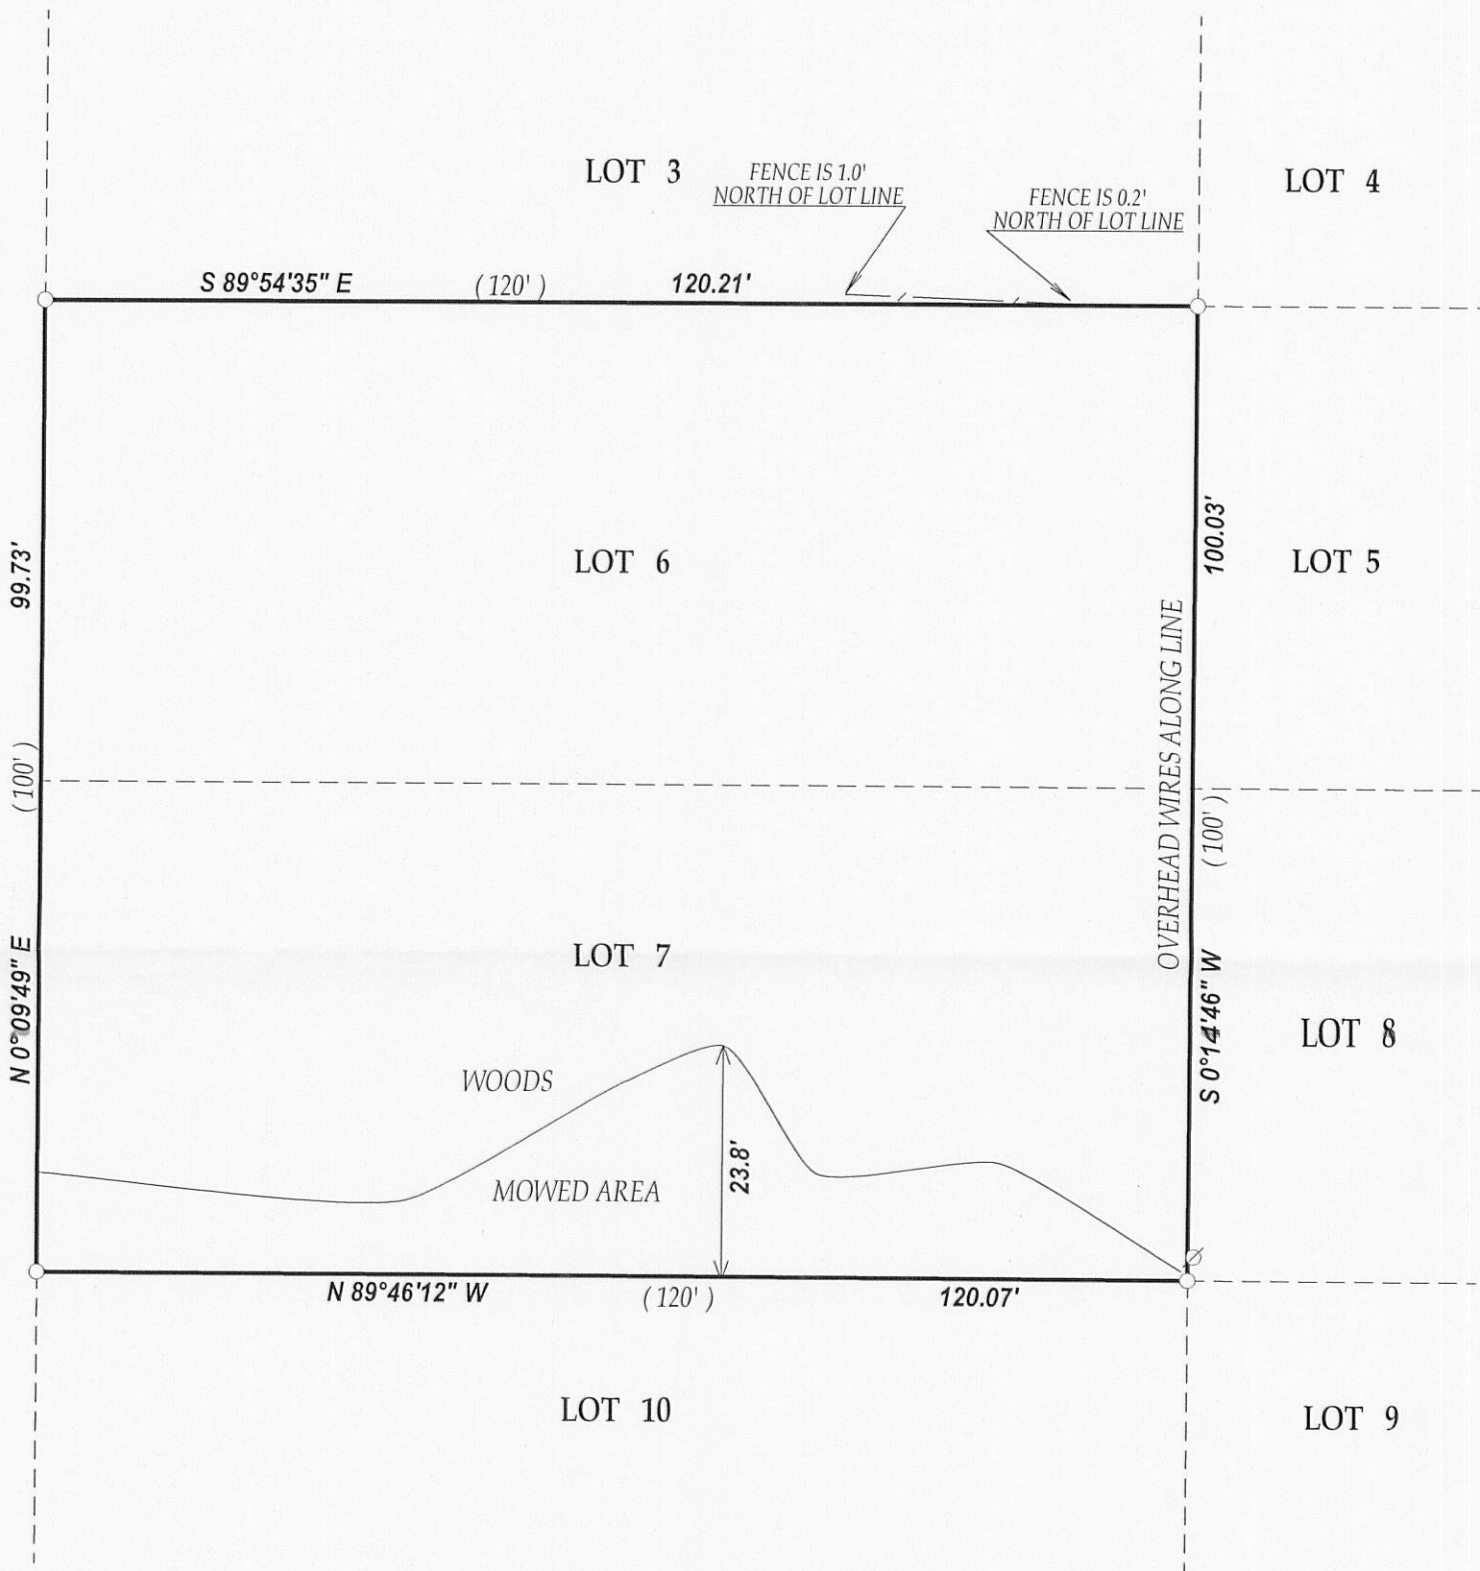 LOT 3
FENCE IS 1.0'
NORTH OF LOT LINE
FENCE IS 0.2'
NORTH OF LOT LINE
LOT 4
S 89°54'35" E
( 120' )
120.21'
99.73'
( 100' )
N 0°09'49" E
LOT 6
100.03'
LOT 5
OVERHEAD WIRES ALONG LINE
( 100' )
S 0°14'46" W
LOT 7
LOT 8
WOODS
MOWED AREA
23.8'
N 89°46'12" W
( 120' )
120.07'
LOT 10
LOT 9